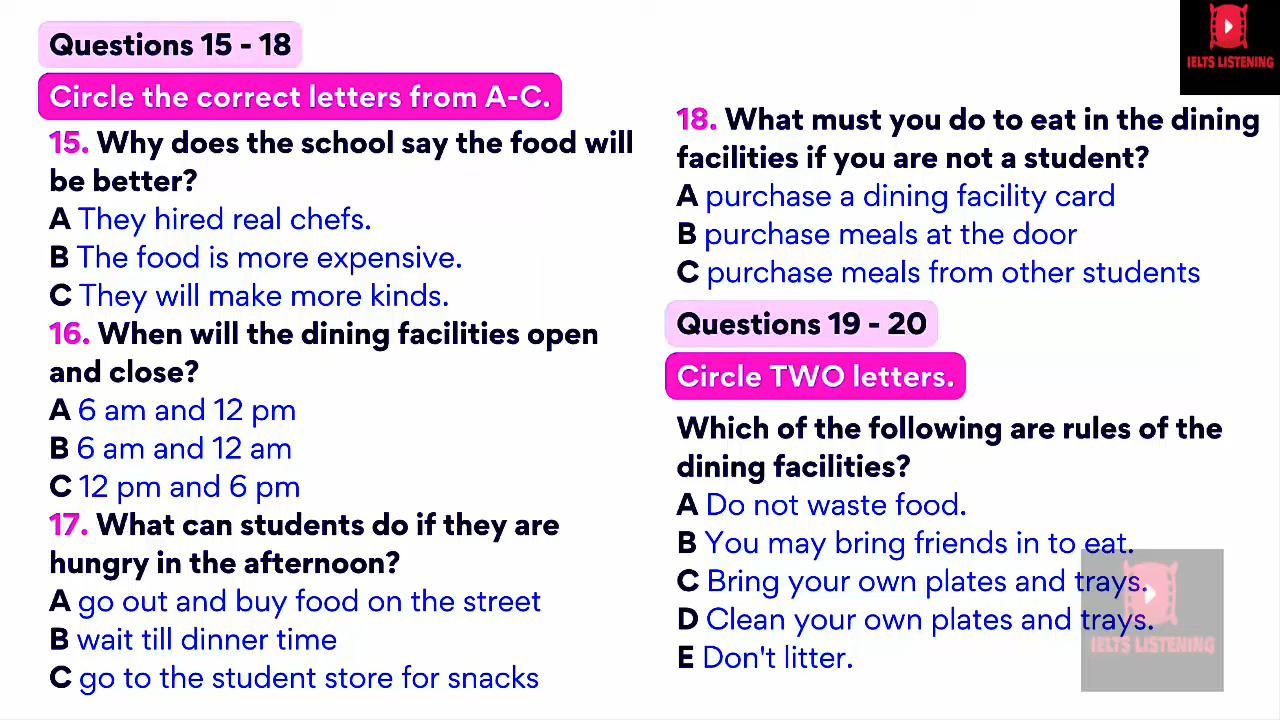 Questions 15 - 18
Circle the correct letters from A-C.
15. Why does the school say the food will
be better?
A They hired real chefs.
B The food is more expensive.
C They will make more kinds.
16. When will the dining facilities open
and close?
A 6 am and 12 pm
B 6 am and 12 am
C 12 pm and 6 pm
17. What can students do if they are
hungry in the afternoon?
A go out and buy food on the street
B wait till dinner time
C go to the student store for snacks
IELTS LISTENING
18. What must you do to eat in the dining
facilities if you are not a student?
A purchase a dining facility card
B purchase meals at the door
C purchase meals from other students
Questions 19 - 20
Circle TWO letters.
Which of the following are rules of the
dining facilities?
A Do not waste food.
B You may bring friends in to eat.
C Bring your own plates and trays.
D Clean your own plates and trays.
E Don't litter.
IELTS LISTENING